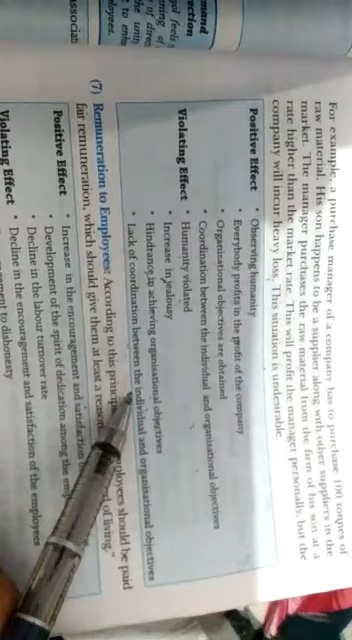 For example, a purchase manager of a company has to purchase 100 tonnes of
raw material. His son happens to be a supplier along with other suppliers in the
market. The manager purchases the raw material from the firm of his son at a
rate higher than the market rate. This will profit the manager personally, but the
company will incur heavy loss. This situation is undesirable.
Positive Effect • Observing humanity
• Everybody profits in the profit of the company
• Organisational objectives are obtained
• Coordination between the individual and organisational objectives
Violating Effect • Humanity violated
• Increase in jealousy
• Hindrance in achieving organisational objectives
• Lack of coordination between the individual and organisational objectives
(7) Remuneration to Employees: According to this employees should be paid
fair remuneration, which should give them at least a of living."
Positive Effect • Increase in the encouragement and satisfaction
• Development of the spirit of dedication among the
• Decline in the labour turnover rate
Violating Effect • Decline in the encouragement and satisfaction of the employees
to dishonesty